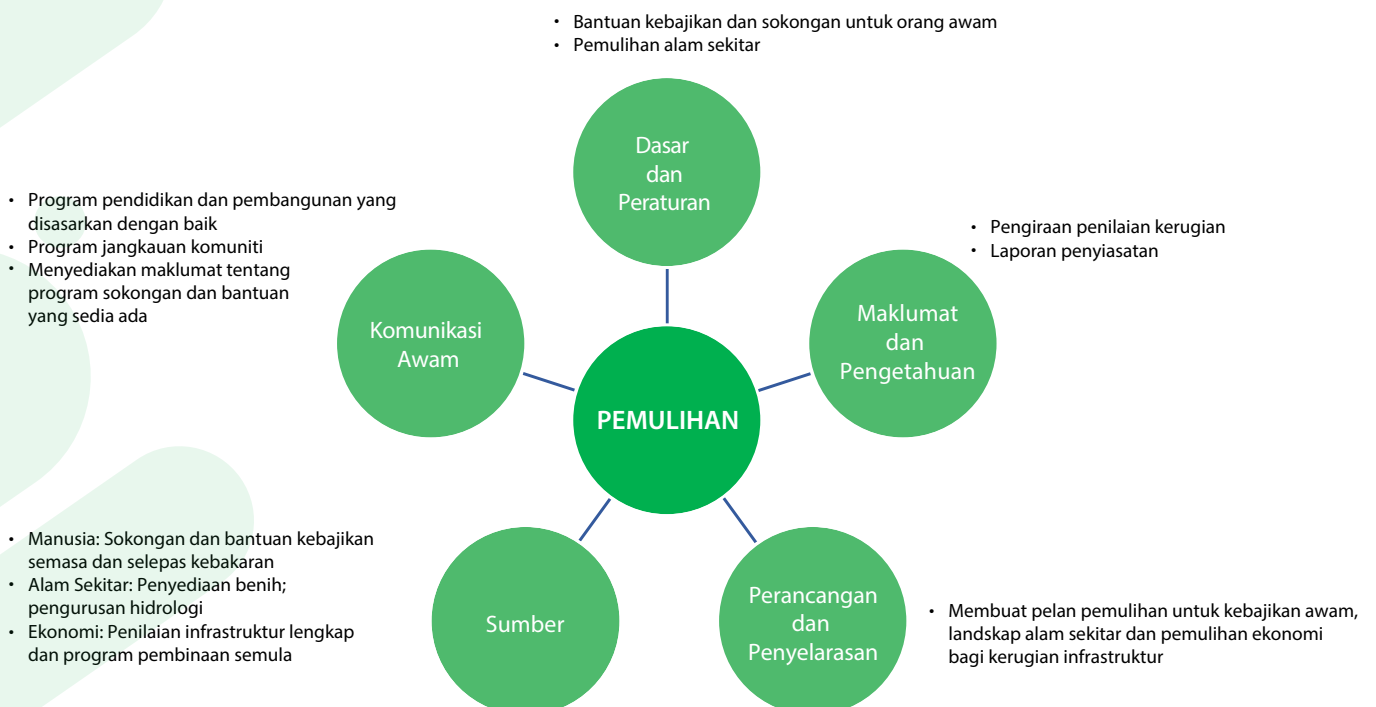 • Bantuan kebajikan dan sokongan untuk orang awam
• Pemulihan alam sekitar
Dasar
dan
Peraturan
• Program pendidikan dan pembangunan yang
disasarkan dengan baik
• Program jangkauan komuniti
• Menyediakan maklumat tentang
program sokongan dan bantuan
yang sedia ada
• Pengiraan penilaian kerugian
• Laporan penyiasatan
Komunikasi
Awam
Maklumat
dan
Pengetahuan
PEMULIHAN
• Manusia: Sokongan dan bantuan kebajikan
semasa dan selepas kebakaran
• Alam Sekitar: Penyediaan benih;
pengurusan hidrologi
• Ekonomi: Penilaian infrastruktur lengkap
dan program pembinaan semula
Sumber
Perancangan
dan
Penyelarasan
• Membuat pelan pemulihan untuk kebajikan awam,
landskap alam sekitar dan pemulihan ekonomi
bagi kerugian infrastruktur